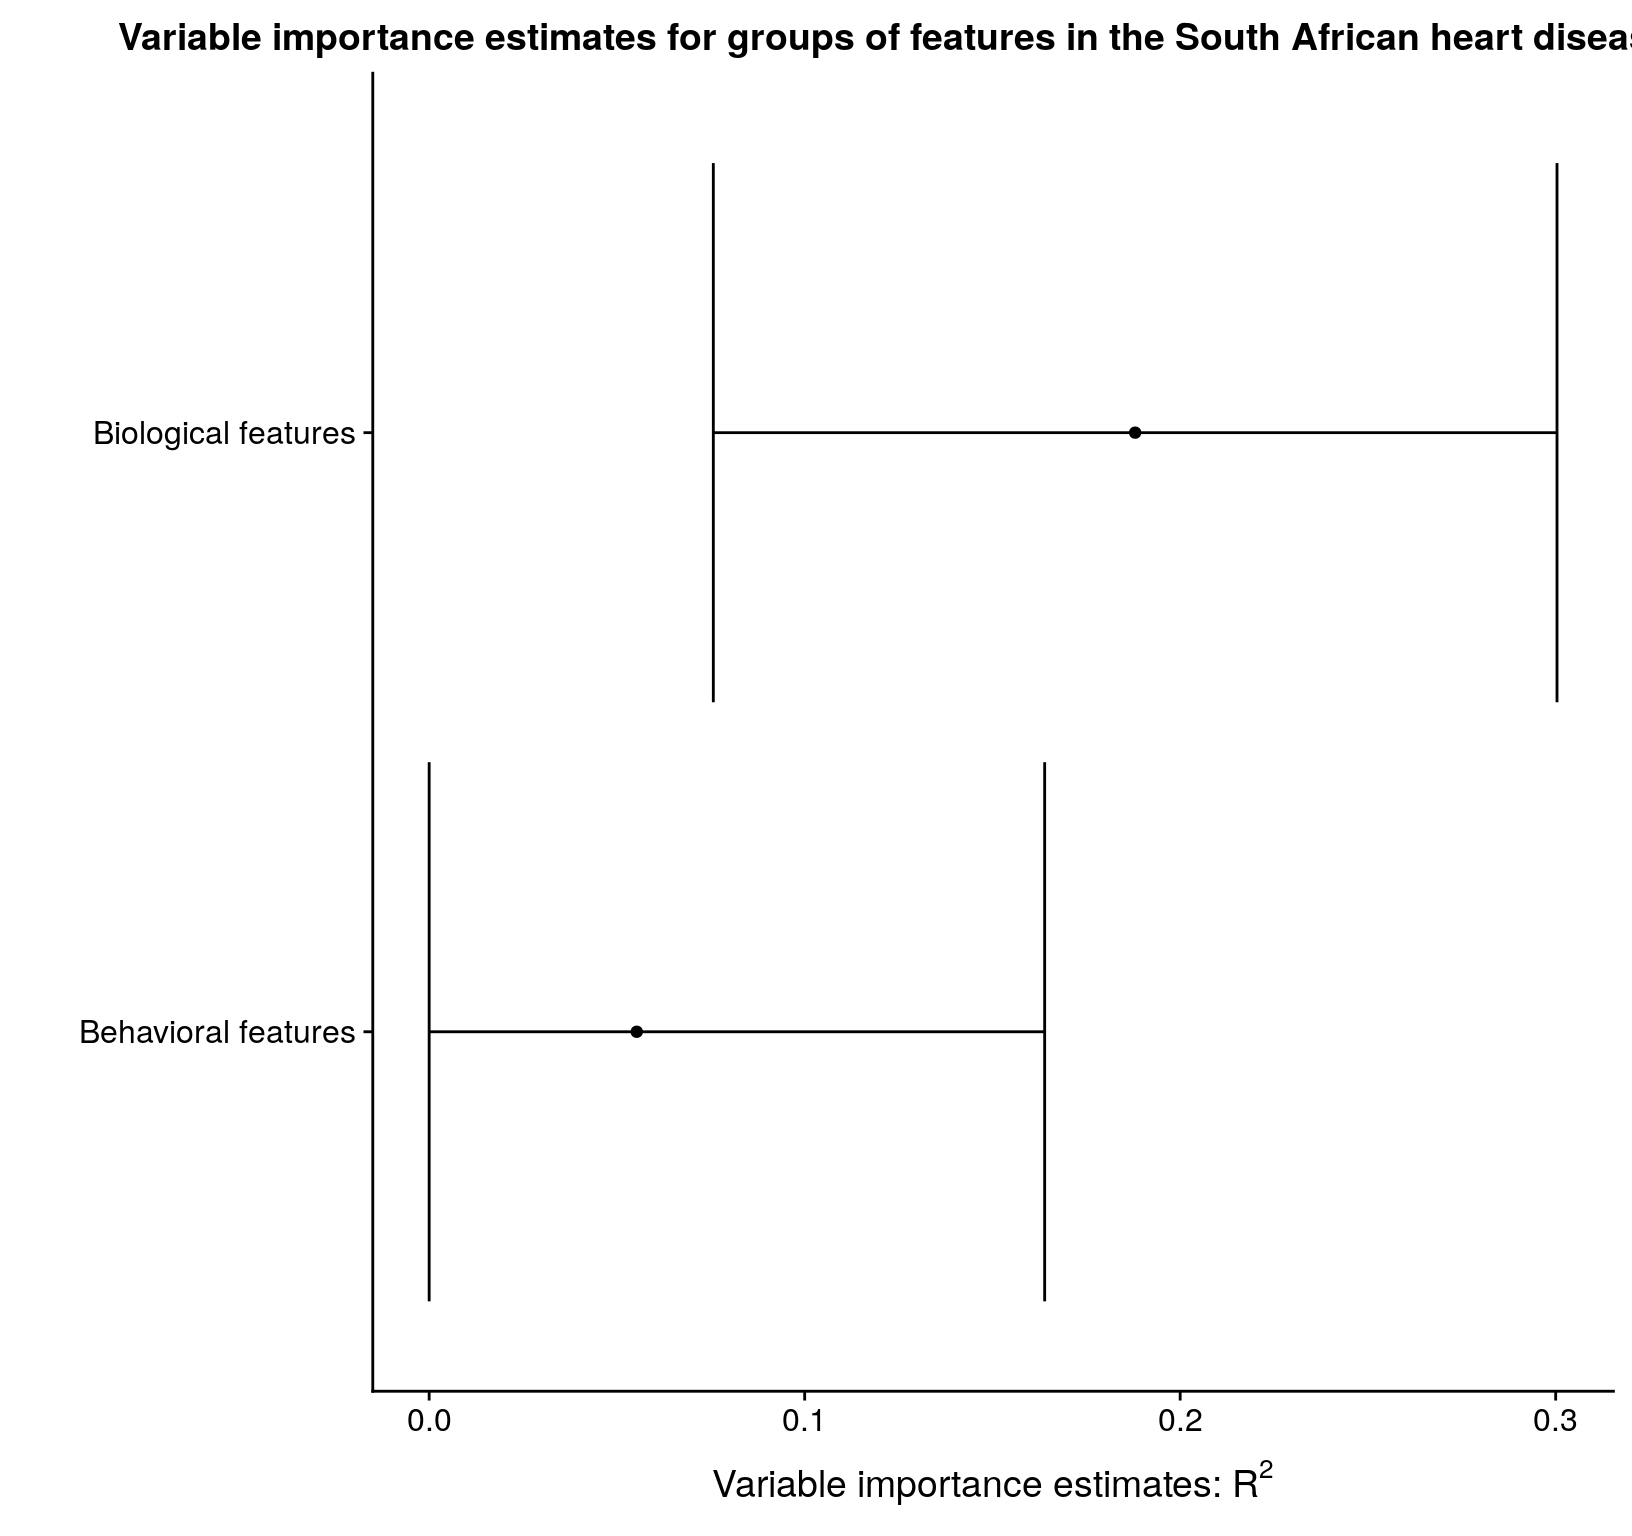 Variable importance estimates for groups of features in the South African heart
Biological features
Behavioral features
0.0 0.1 0.2 0.3
Variable importance estimates: R²